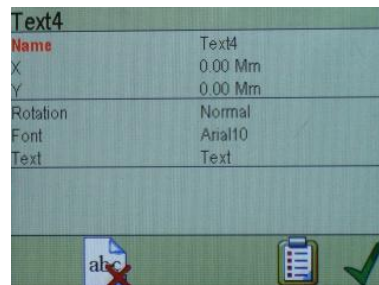 Text4
Name Text4
X 0.00 Mm
Y 0.00 Mm
Rotation Normal
Font Arial10
Text Text
abc